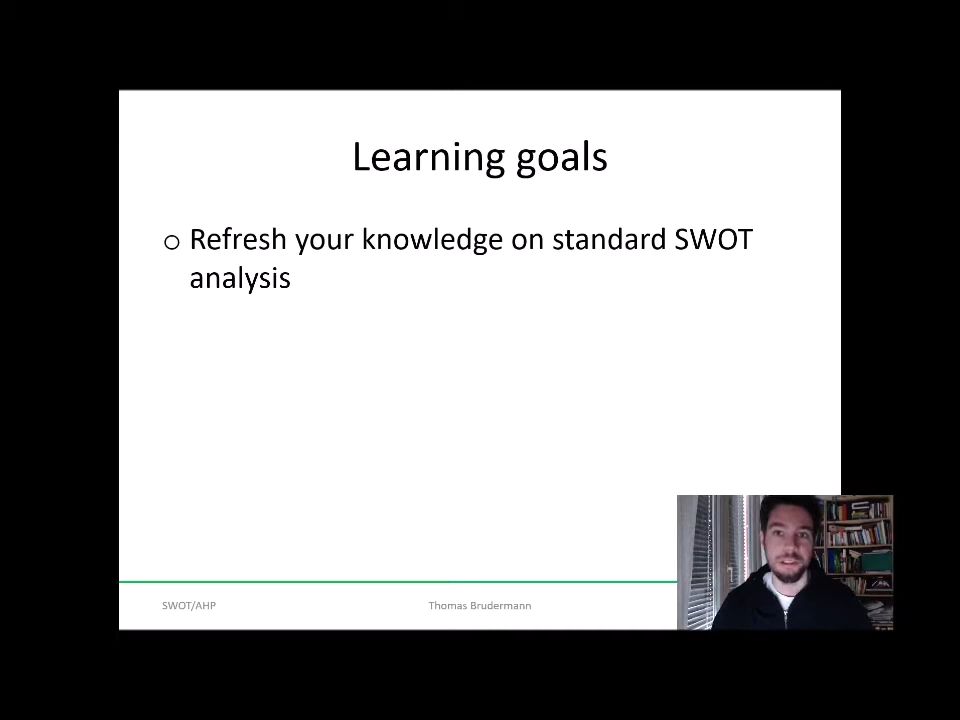 Learning goals
o Refresh your knowledge on standard SWOT
analysis
SWOT/AHP
Thomas Brudermann